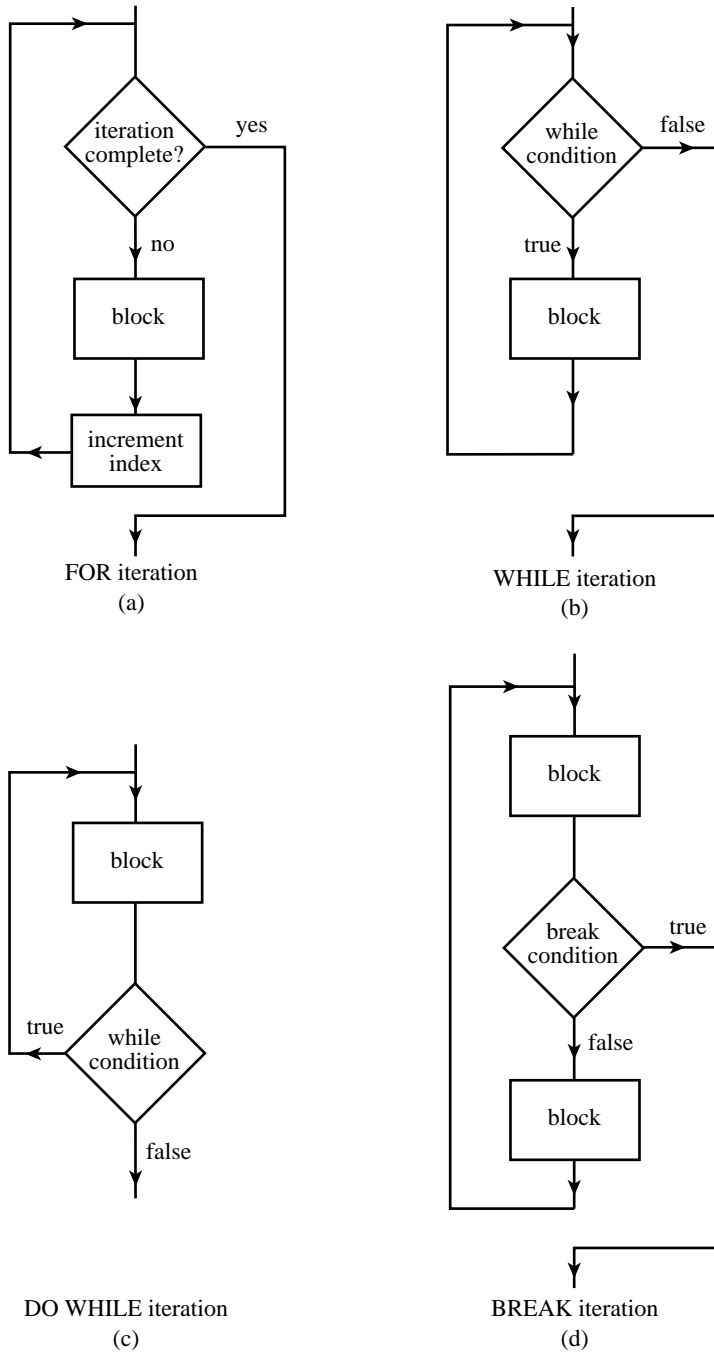 iteration
complete?
yes
no
block
increment
index
FOR iteration
(a)
while
condition
false
true
block
WHILE iteration
(b)
block
true
while
condition
false
DO WHILE iteration
(c)
block
break
condition
true
false
block
BREAK iteration
(d)